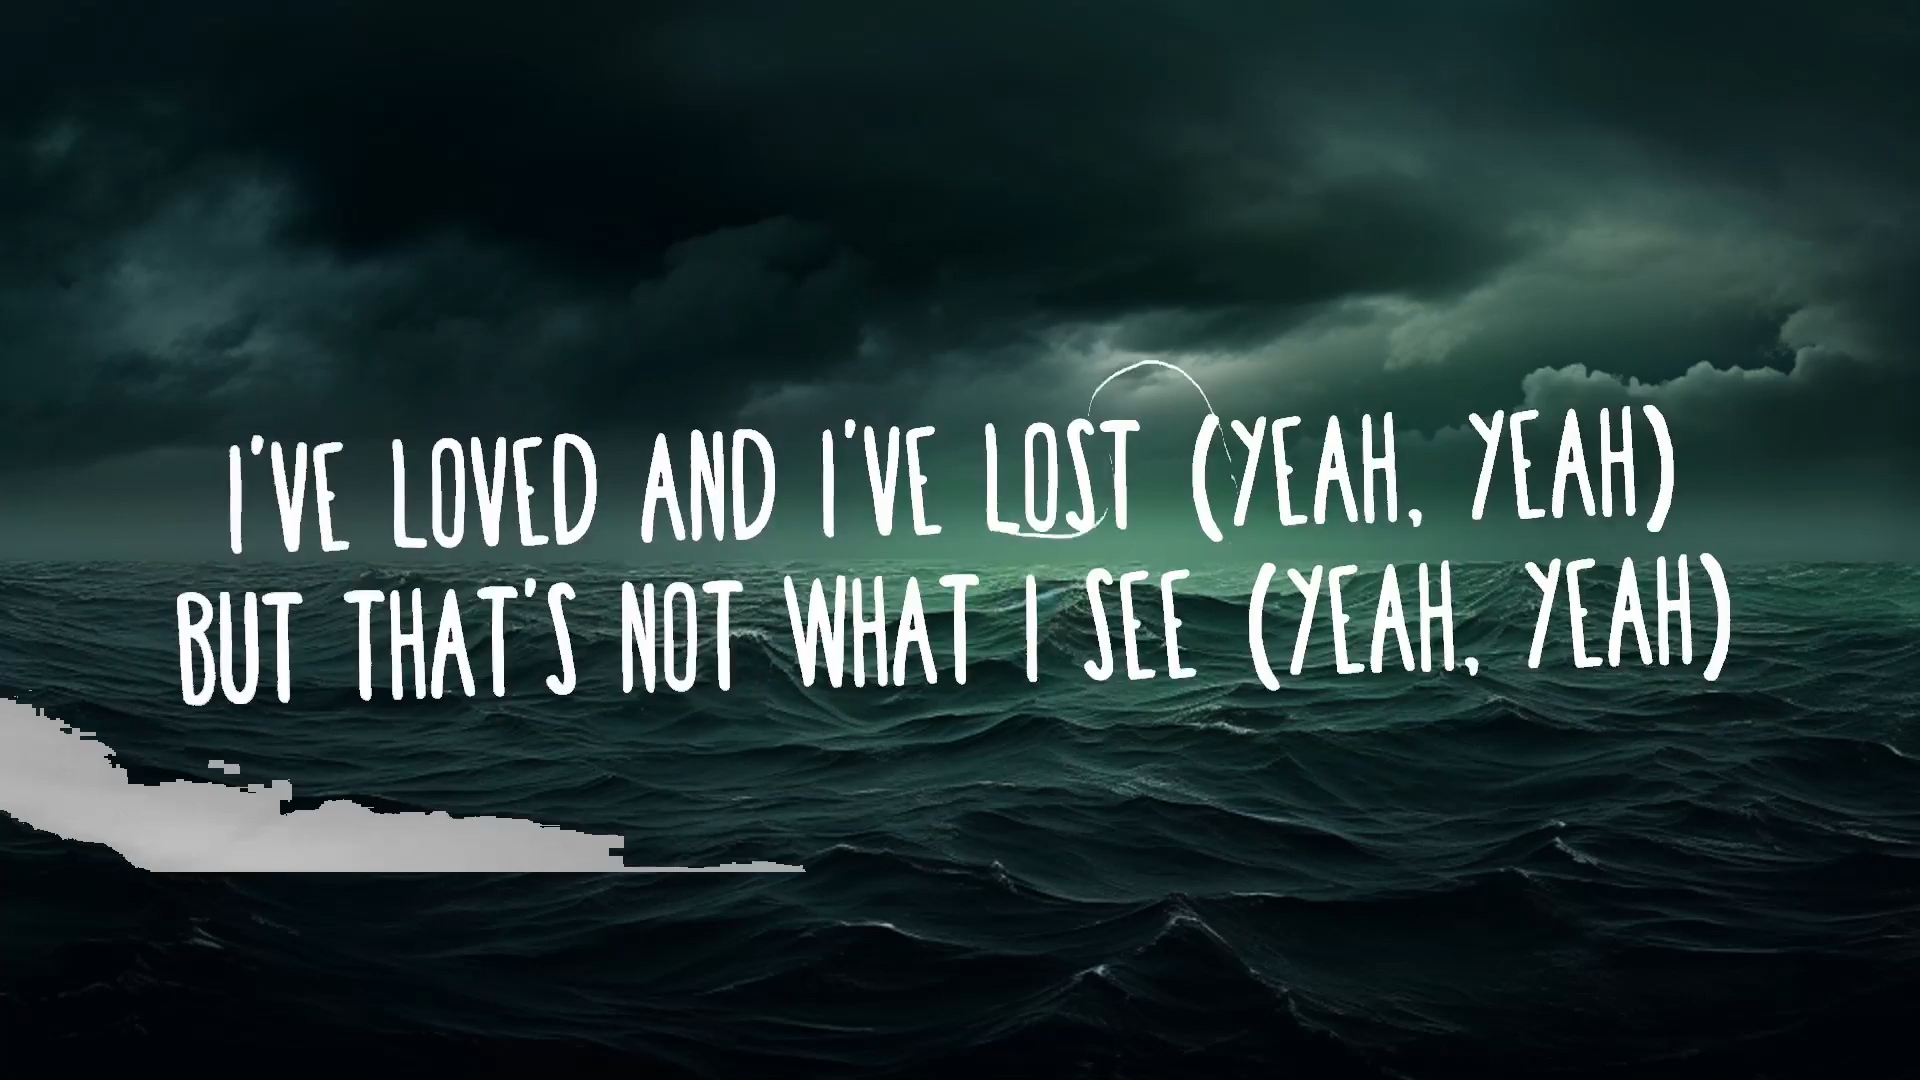 I'VE LOVED AND I'VE LOST (YEAH, YEAH)
BUT THAT'S NOT WHAT I SEE (YEAH, YEAH)